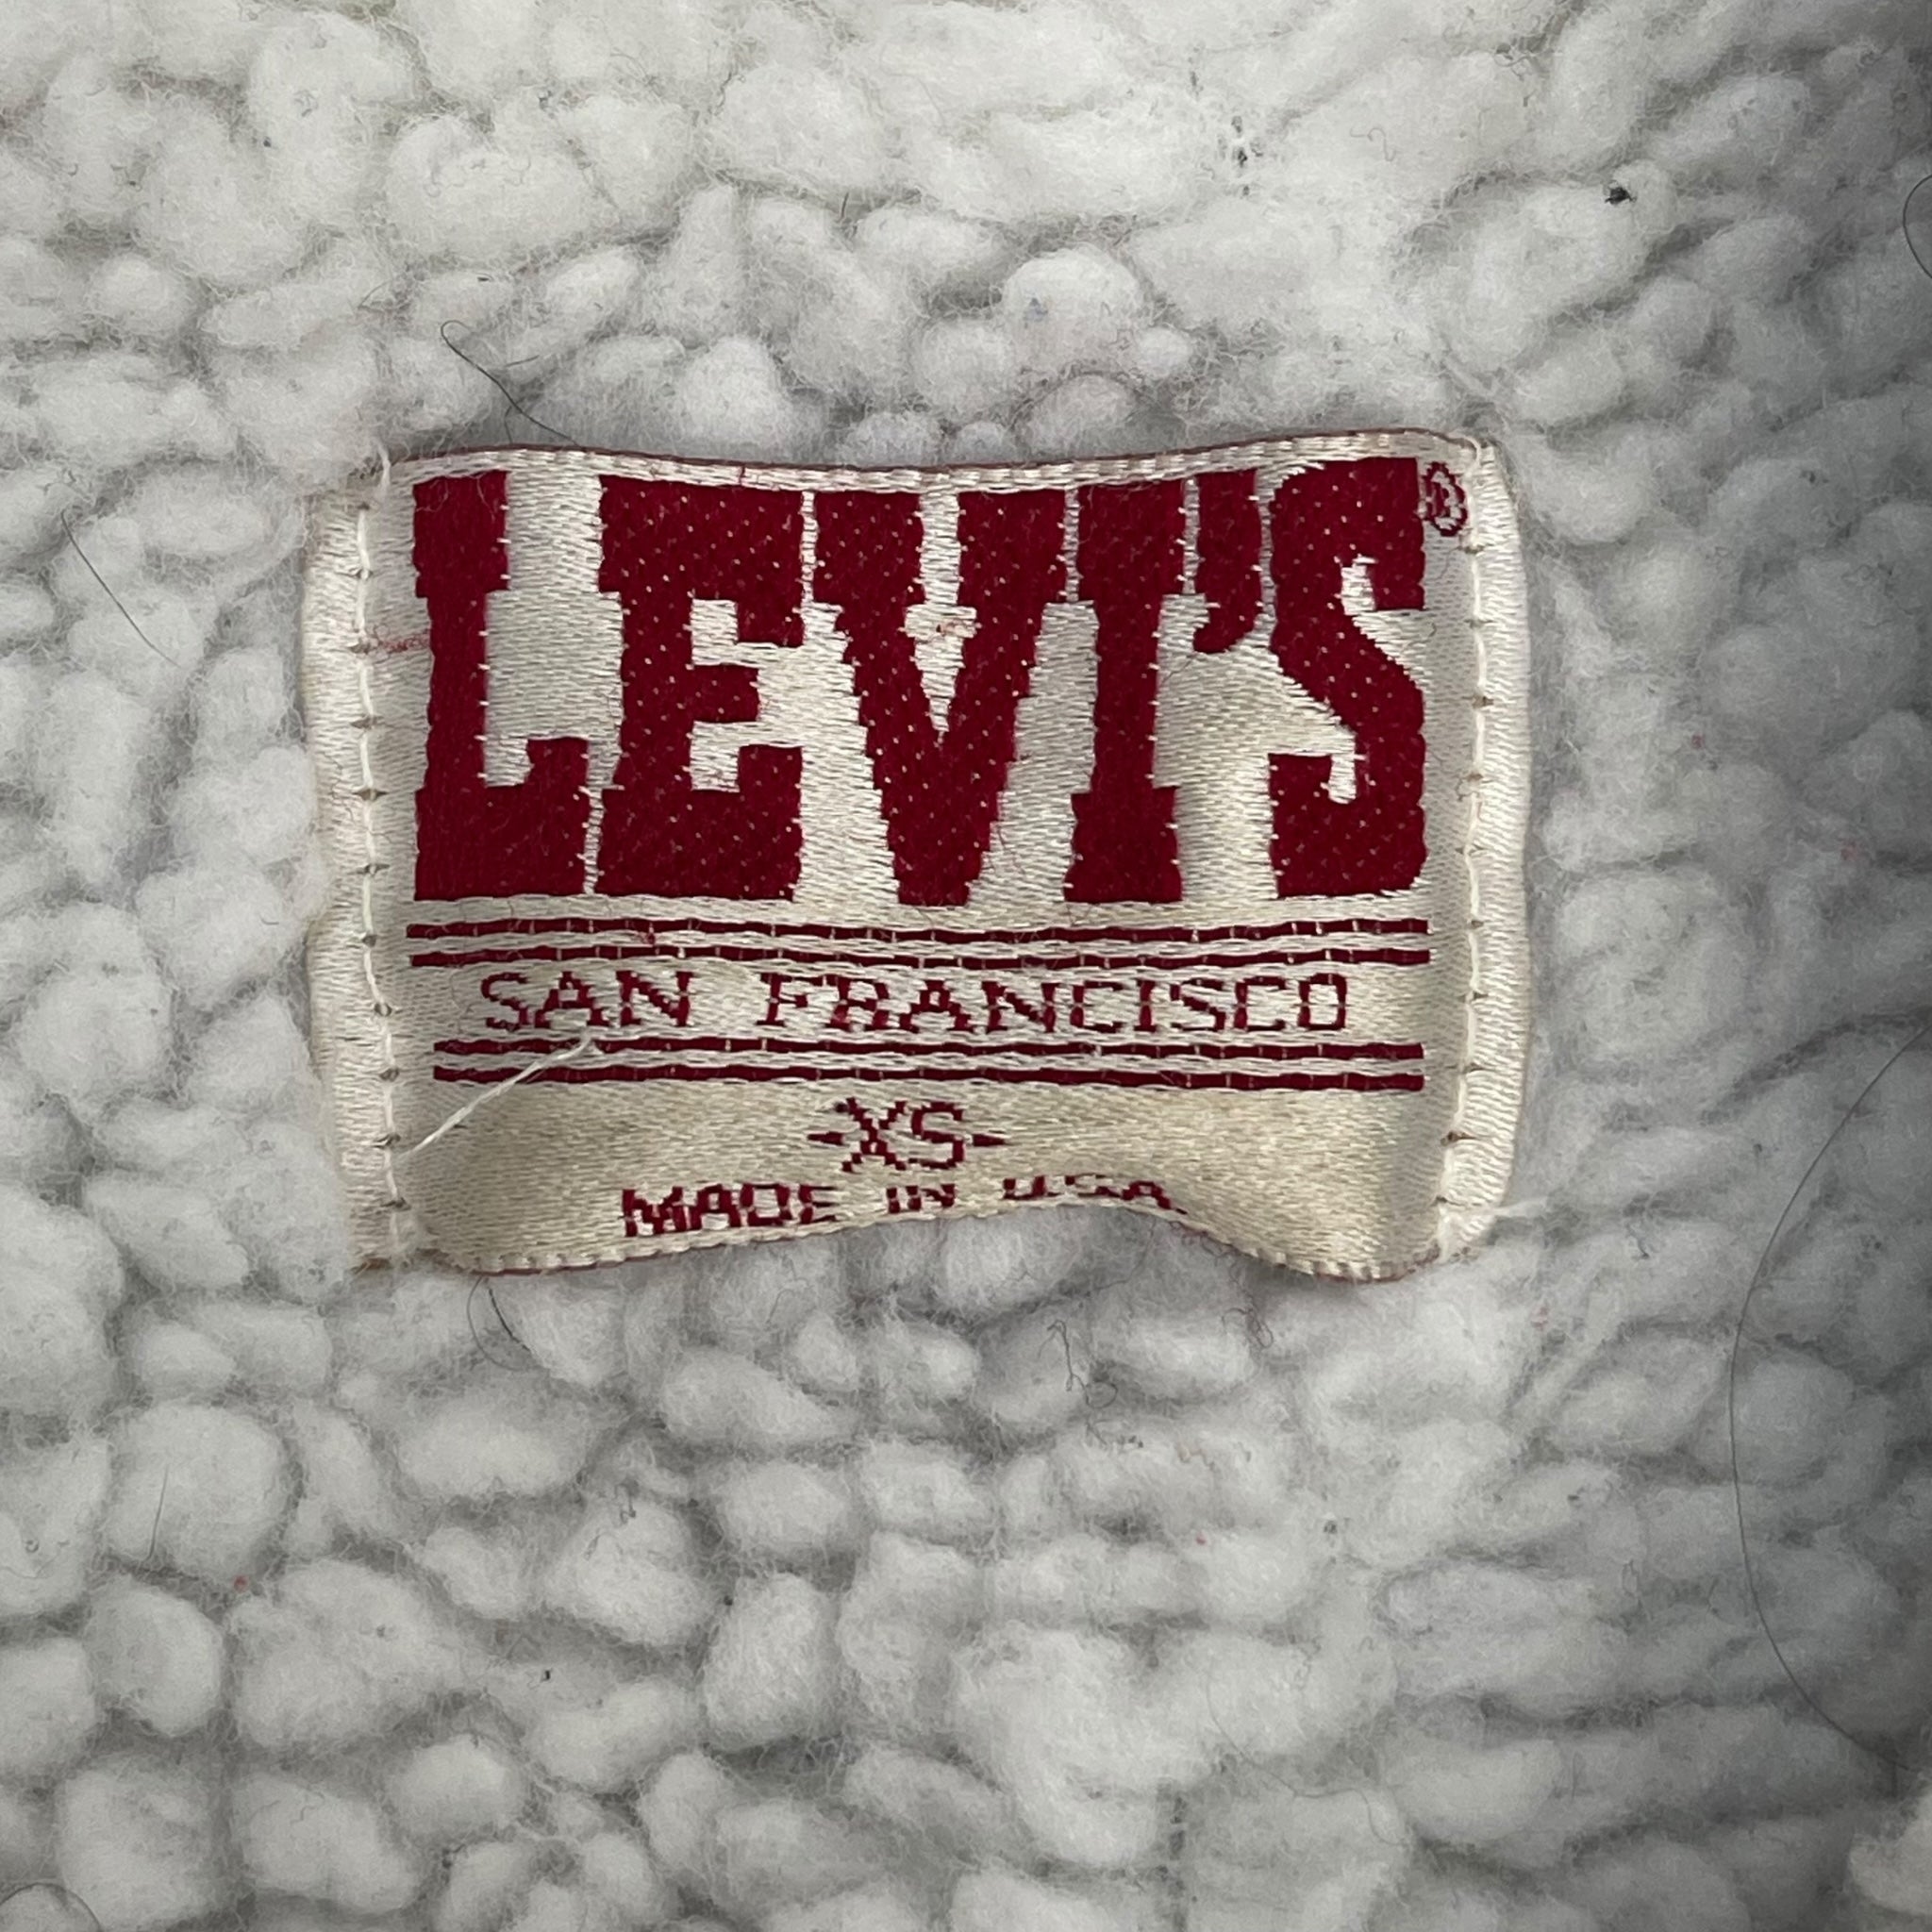 LEVI'S®
SAN FRANCISCO
-XS-
MADE IN U.S.A.